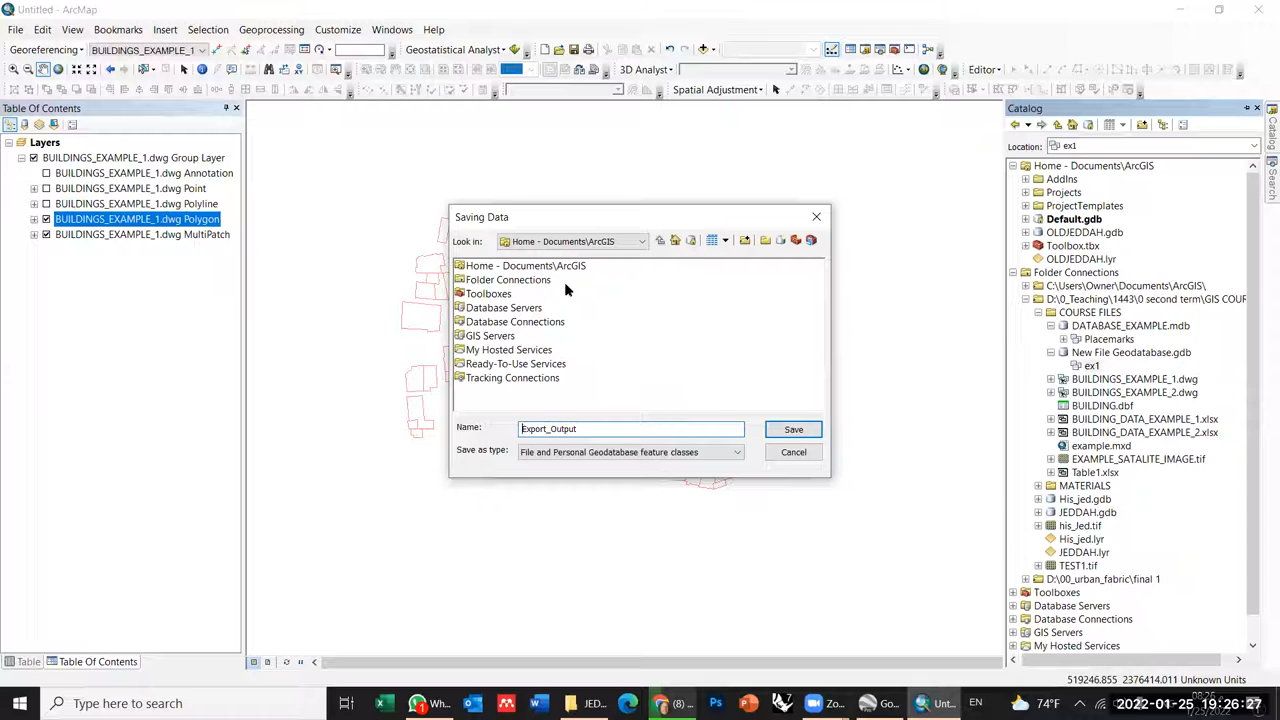 Untitled - ArcMap
File Edit View Bookmarks Insert Selection Geoprocessing Customize Windows Help
Georeferencing BUILDINGS_EXAMPLE_1 Geostatistical Analyst
3D Analyst Editor
Spatial Adjustment
Table Of Contents
Layers
BUILDINGS_EXAMPLE_1.dwg Group Layer
BUILDINGS_EXAMPLE_1.dwg Annotation
BUILDINGS_EXAMPLE_1.dwg Point
BUILDINGS_EXAMPLE_1.dwg Polyline
BUILDINGS_EXAMPLE_1.dwg Polygon
BUILDINGS_EXAMPLE_1.dwg MultiPatch
Table
Table Of Contents
Saving Data
Look in: Home - Documents\ArcGIS
Home - Documents\ArcGIS
Folder Connections
Toolboxes
Database Servers
Database Connections
GIS Servers
My Hosted Services
Ready-To-Use Services
Tracking Connections
Name: Export_Output Save
Save as type: File and Personal Geodatabase feature classes Cancel
Catalog
Location: ex1
Home - Documents\ArcGIS
AddIns
Projects
ProjectTemplates
Default.gdb
OLDJEDDAH.gdb
Toolbox.tbx
OLDJEDDAH.lyr
Folder Connections
C:\Users\Owner\Documents\ArcGIS\
D:\0_Teaching\1443\0 second term\GIS COUR
COURSE FILES
DATABASE_EXAMPLE.mdb
Placemarks
New File Geodatabase.gdb
ex1
BUILDINGS_EXAMPLE_1.dwg
BUILDINGS_EXAMPLE_2.dwg
BUILDING.dbf
BUILDING_DATA_EXAMPLE_1.xlsx
BUILDING_DATA_EXAMPLE_2.xlsx
example.mxd
EXAMPLE_SATALITE_IMAGE.tif
Table1.xlsx
MATERIALS
His_jed.gdb
JEDDAH.gdb
his_Jed.tif
His_jed.lyr
JEDDAH.lyr
TEST1.tif
D:\00_urban_fabric\final 1
Toolboxes
Database Servers
Database Connections
GIS Servers
My Hosted Services
Catalog
Search
519246.855 2376414.011 Unknown Units
Type here to search
Wh...
JED...
(8) ...
Zo...
Go...
Unt...
EN
74°F
2022-01-25 19:26:27